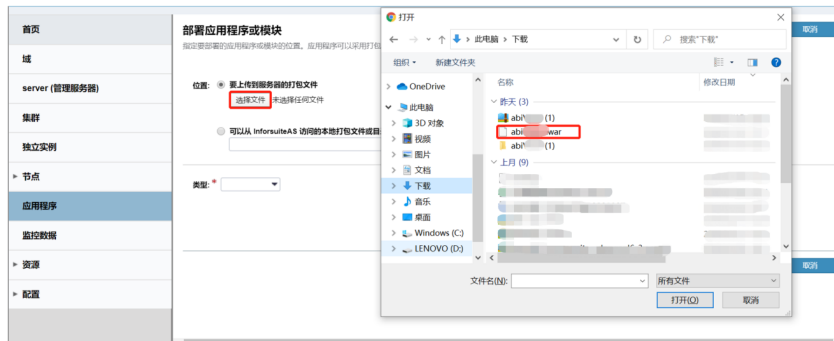 首页
域
server (管理服务器)
集群
独立实例
节点
应用程序
监控数据
资源
配置
部署应用程序或模块
指定要部署的应用程序或模块的位置。应用程序可以采用打包
位置:
要上传到服务器的打包文件
选择文件 未选择任何文件
可以从 InforsuiteAS 访问的本地打包文件或目
类型: *
取消
取消
打开
此电脑 > 下载
搜索"下载"
组织
新建文件夹
OneDrive
此电脑
3D 对象
视频
图片
文档
下载
音乐
桌面
Windows (C:)
LENOVO (D:)
名称
修改日期
昨天 (3)
abi (1)
abi war
abi (1)
上月 (9)
文件名(N):
所有文件
打开(O)
取消